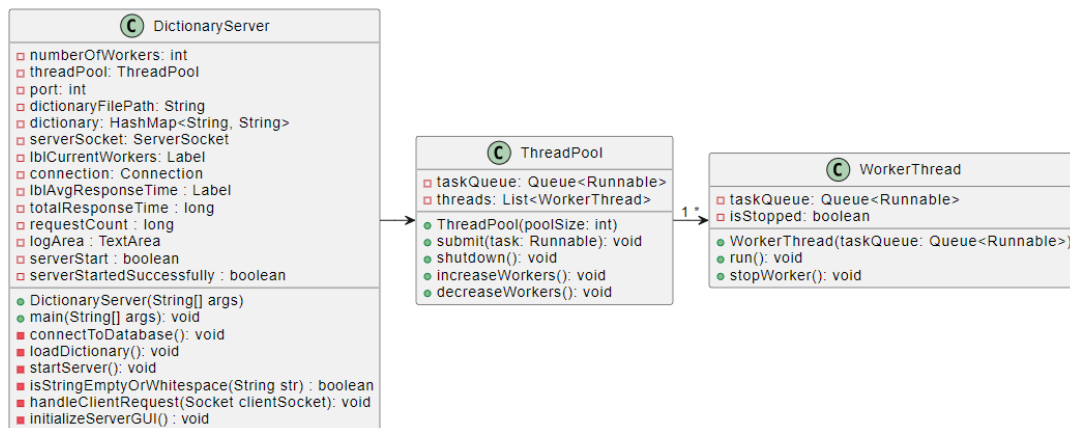 C DictionaryServer
numberOfWorkers: int
threadPool: ThreadPool
port: int
dictionaryFilePath: String
dictionary: HashMap<String, String>
serverSocket: ServerSocket
lblCurrentWorkers: Label
connection: Connection
lblAvgResponseTime : Label
totalResponseTime : long
requestCount : long
logArea : TextArea
serverStart : boolean
serverStartedSuccessfully : boolean
DictionaryServer(String[] args)
main(String[] args): void
connectToDatabase(): void
loadDictionary(): void
startServer(): void
isStringEmptyOrWhitespace(String str) : boolean
handleClientRequest(Socket clientSocket): void
initializeServerGUI() : void
C ThreadPool
taskQueue: Queue<Runnable>
threads: List<WorkerThread>
ThreadPool(poolSize: int)
submit(task: Runnable): void
shutdown(): void
increaseWorkers(): void
decreaseWorkers(): void
1 *
C WorkerThread
taskQueue: Queue<Runnable>
isStopped: boolean
WorkerThread(taskQueue: Queue<Runnable>)
run(): void
stopWorker(): void